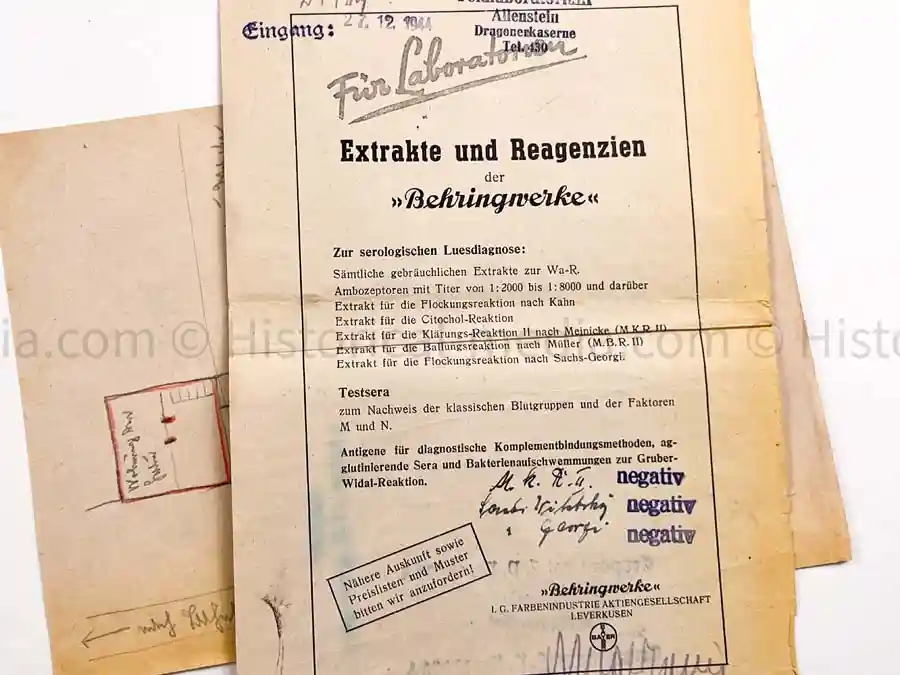 Eingang: 27. 12. 1944
Allenstein
Dragonerkaserne
Tel. 430
Für Laboratorien
Extrakte und Reagenzien
der
»Behringwerke«
Zur serologischen Luesdiagnose:
Sämtliche gebräuchlichen Extrakte zur Wa-R.
Ambozeptoren mit Titer von 1:2000 bis 1:8000 und darüber
Extrakt für die Flockungsreaktion nach Kahn
Extrakt für die Citochol-Reaktion
Extrakt für die Klärungs-Reaktion II nach Meinicke (M.K.R. II)
Extrakt für die Ballungsreaktion nach Müller (M.B.R. II)
Extrakt für die Flockungsreaktion nach Sachs-Georgi.
Testsera
zum Nachweis der klassischen Blutgruppen und der Faktoren
M und N.
Antigene für diagnostische Komplementbindungsmethoden, ag-
glutinierende Sera und Bakterienaufschwemmungen zur Gruber-
Widal-Reaktion.
M. K. R. II. negativ
negativ
Georgi negativ
Nähere Auskunft sowie
Preislisten und Muster
bitten wir anzufordern!
»Behringwerke«
I. G. FARBENINDUSTRIE AKTIENGESELLSCHAFT
LEVERKUSEN
BAYER
nach